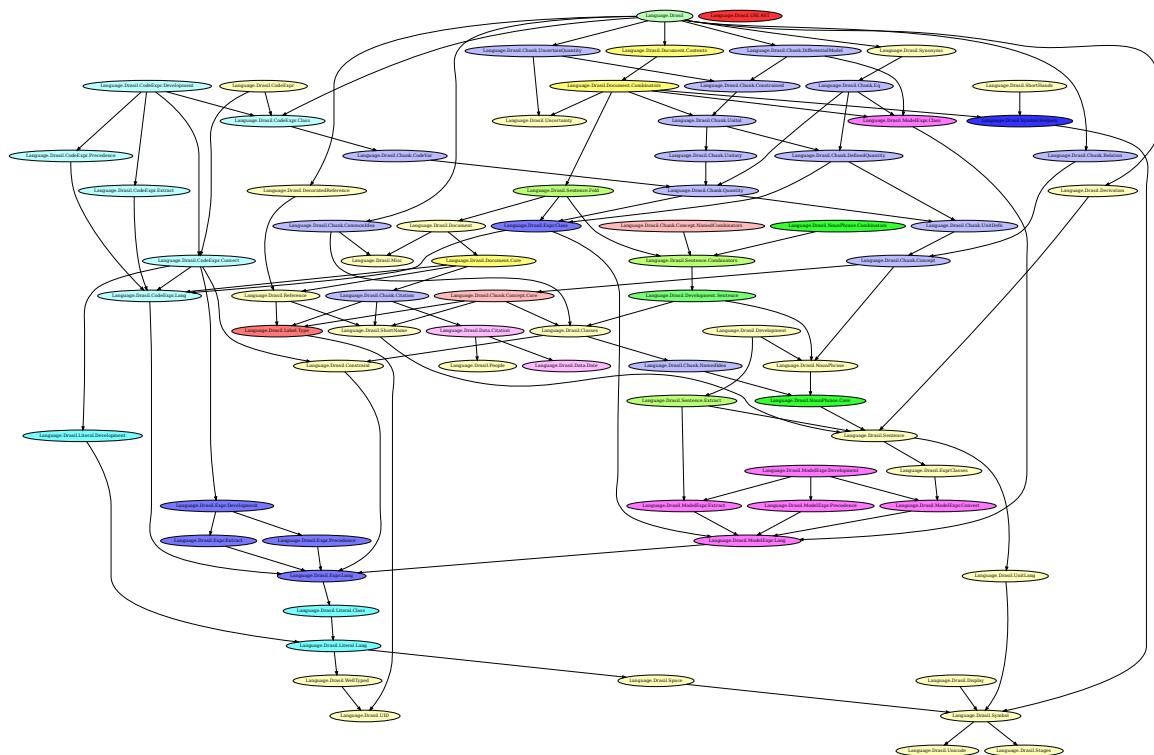 Language.Drasil
Language.Drasil.URI.AST
Language.Drasil.Chunk.UncertainQuantity
Language.Drasil.Document.Contents
Language.Drasil.Chunk.DifferentialModel
Language.Drasil.Synonyms
Language.Drasil.CodeExpr.Development
Language.Drasil.CodeExpr
Language.Drasil.Document.Combinators
Language.Drasil.Chunk.Constrained
Language.Drasil.Chunk.Eq
Language.Drasil.ShortHands
Language.Drasil.CodeExpr.Class
Language.Drasil.Uncertainty
Language.Drasil.Chunk.Unital
Language.Drasil.ModelExpr.Class
Language.Drasil.Symbol.Helpers
Language.Drasil.CodeExpr.Precedence
Language.Drasil.Chunk.CodeVar
Language.Drasil.Chunk.Unitary
Language.Drasil.Chunk.DefinedQuantity
Language.Drasil.Chunk.Relation
Language.Drasil.CodeExpr.Extract
Language.Drasil.DecoratedReference
Language.Drasil.Sentence.Fold
Language.Drasil.Chunk.Quantity
Language.Drasil.Derivation
Language.Drasil.Chunk.CommonIdea
Language.Drasil.Document
Language.Drasil.Expr.Class
Language.Drasil.Chunk.Concept.NamedCombinators
Language.Drasil.NounPhrase.Combinators
Language.Drasil.Chunk.UnitDefn
Language.Drasil.CodeExpr.Convert
Language.Drasil.Misc
Language.Drasil.Document.Core
Language.Drasil.Sentence.Combinators
Language.Drasil.Chunk.Concept
Language.Drasil.CodeExpr.Lang
Language.Drasil.Reference
Language.Drasil.Chunk.Citation
Language.Drasil.Chunk.Concept.Core
Language.Drasil.Development.Sentence
Language.Drasil.Label.Type
Language.Drasil.ShortName
Language.Drasil.Data.Citation
Language.Drasil.Classes
Language.Drasil.Development
Language.Drasil.Constraint
Language.Drasil.People
Language.Drasil.Data.Date
Language.Drasil.Chunk.NamedIdea
Language.Drasil.NounPhrase
Language.Drasil.Sentence.Extract
Language.Drasil.NounPhrase.Core
Language.Drasil.Literal.Development
Language.Drasil.Sentence
Language.Drasil.ModelExpr.Development
Language.Drasil.ExprClasses
Language.Drasil.Expr.Development
Language.Drasil.ModelExpr.Extract
Language.Drasil.ModelExpr.Precedence
Language.Drasil.ModelExpr.Convert
Language.Drasil.Expr.Extract
Language.Drasil.Expr.Precedence
Language.Drasil.ModelExpr.Lang
Language.Drasil.Expr.Lang
Language.Drasil.UnitLang
Language.Drasil.Literal.Class
Language.Drasil.Literal.Lang
Language.Drasil.WellTyped
Language.Drasil.Space
Language.Drasil.Display
Language.Drasil.UID
Language.Drasil.Symbol
Language.Drasil.Unicode
Language.Drasil.Stages